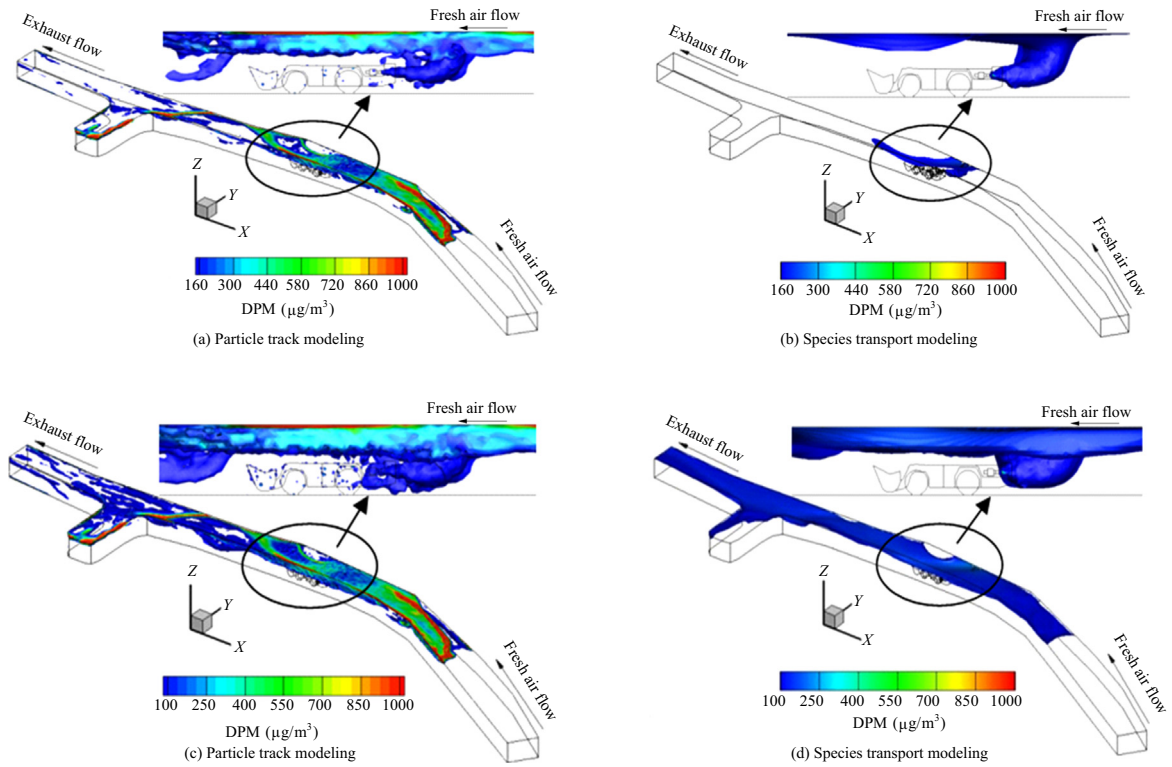 Fresh air flow
Exhaust flow
Z
Y
X
Fresh air flow
160 300 440 580 720 860 1000
DPM (µg/m³)
(a) Particle track modeling
Fresh air flow
Exhaust flow
Z
Y
X
Fresh air flow
160 300 440 580 720 860 1000
DPM (µg/m³)
(b) Species transport modeling
Fresh air flow
Exhaust flow
Z
Y
X
Fresh air flow
100 250 400 550 700 850 1000
DPM (µg/m³)
(c) Particle track modeling
Fresh air flow
Exhaust flow
Z
Y
X
Fresh air flow
100 250 400 550 700 850 1000
DPM (µg/m³)
(d) Species transport modeling